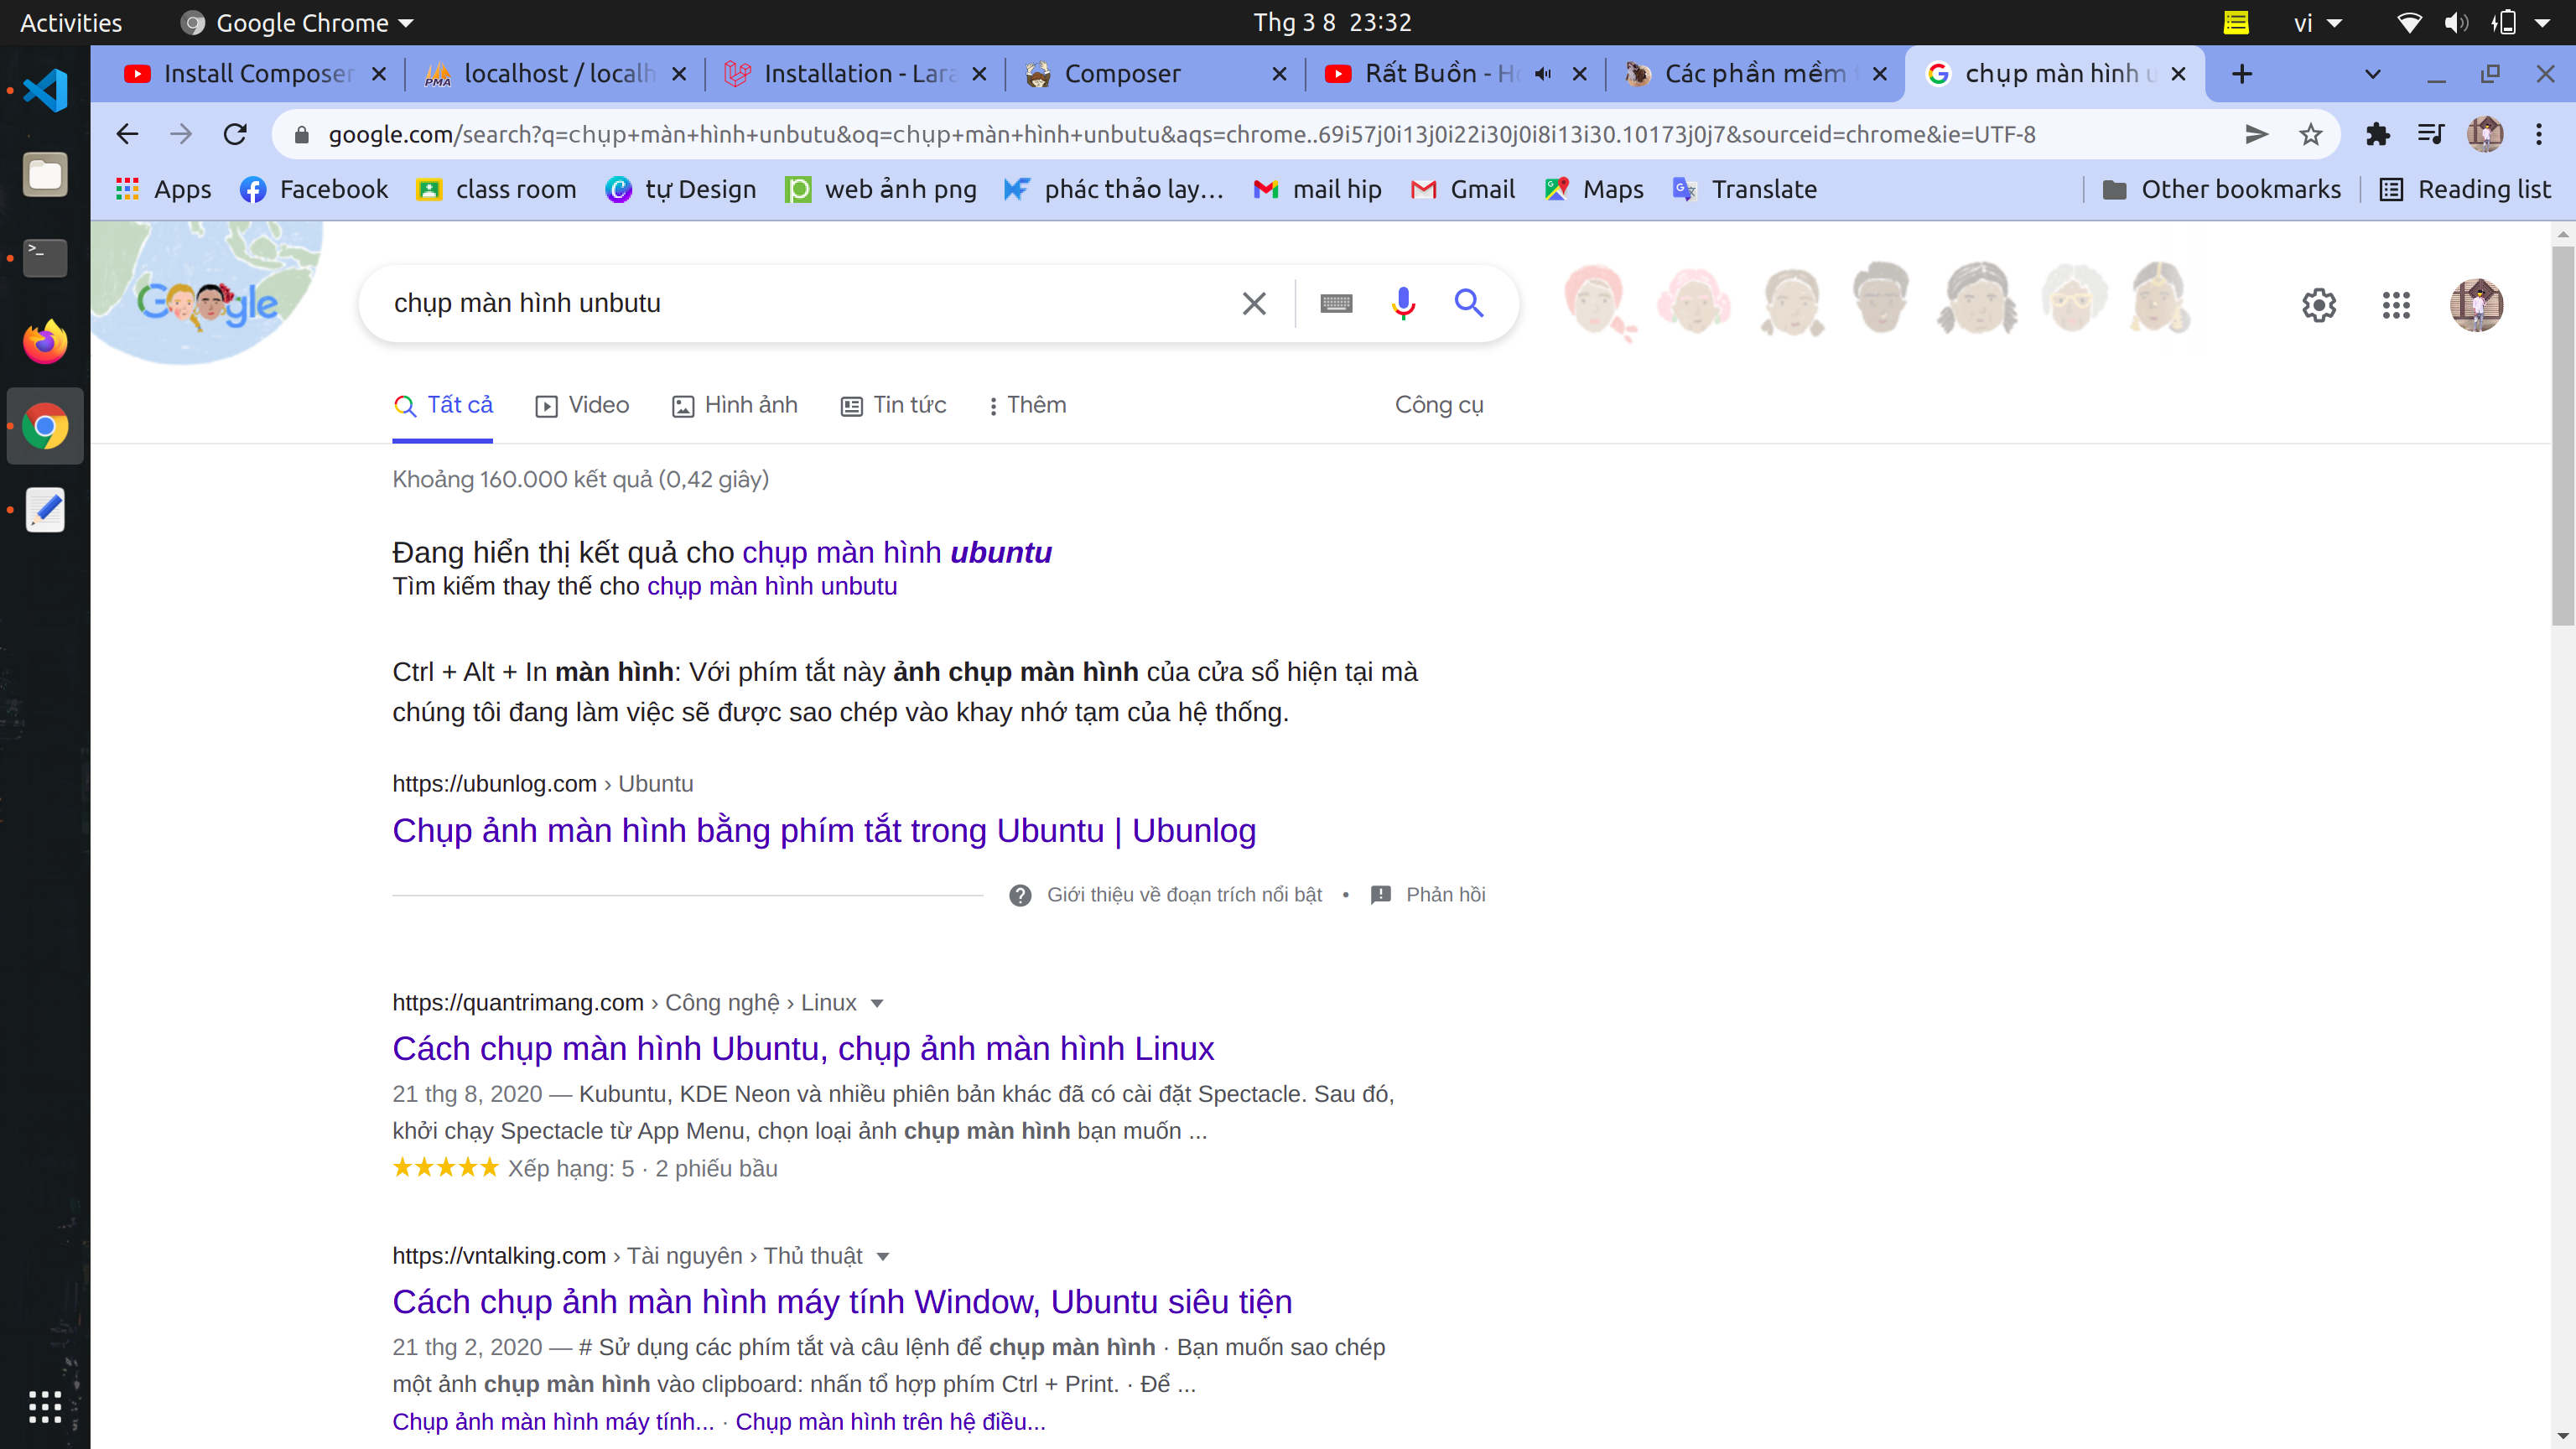 Activities
Google Chrome
Thg 3 8 23:32
vi
Install Composer
localhost / localh
Installation - Lara
Composer
Rất Buồn - Ho
Các phần mềm
chụp màn hình u
google.com/search?q=chụp+màn+hình+unbutu&oq=chụp+màn+hình+unbutu&aqs=chrome..69i57j0i13j0i22i30j0i8i13i30.10173j0j7&sourceid=chrome&ie=UTF-8
Apps
Facebook
class room
tự Design
web ảnh png
phác thảo lay...
mail hip
Gmail
Maps
Translate
Other bookmarks
Reading list
chụp màn hình unbutu
Tất cả
Video
Hình ảnh
Tin tức
Thêm
Công cụ
Khoảng 160.000 kết quả (0,42 giây)
Đang hiển thị kết quả cho chụp màn hình ubuntu
Tìm kiếm thay thế cho chụp màn hình unbutu
Ctrl + Alt + In màn hình: Với phím tắt này ảnh chụp màn hình của cửa sổ hiện tại mà
chúng tôi đang làm việc sẽ được sao chép vào khay nhớ tạm của hệ thống.
https://ubunlog.com › Ubuntu
Chụp ảnh màn hình bằng phím tắt trong Ubuntu | Ubunlog
Giới thiệu về đoạn trích nổi bật • Phản hồi
https://quantrimang.com › Công nghệ › Linux
Cách chụp màn hình Ubuntu, chụp ảnh màn hình Linux
21 thg 8, 2020 — Kubuntu, KDE Neon và nhiều phiên bản khác đã có cài đặt Spectacle. Sau đó,
khởi chạy Spectacle từ App Menu, chọn loại ảnh chụp màn hình bạn muốn ...
★★★★★ Xếp hạng: 5 · 2 phiếu bầu
https://vntalking.com › Tài nguyên › Thủ thuật
Cách chụp ảnh màn hình máy tính Window, Ubuntu siêu tiện
21 thg 2, 2020 — # Sử dụng các phím tắt và câu lệnh để chụp màn hình · Bạn muốn sao chép
một ảnh chụp màn hình vào clipboard: nhấn tổ hợp phím Ctrl + Print. · Để ...
Chụp ảnh màn hình máy tính... · Chụp màn hình trên hệ điều...